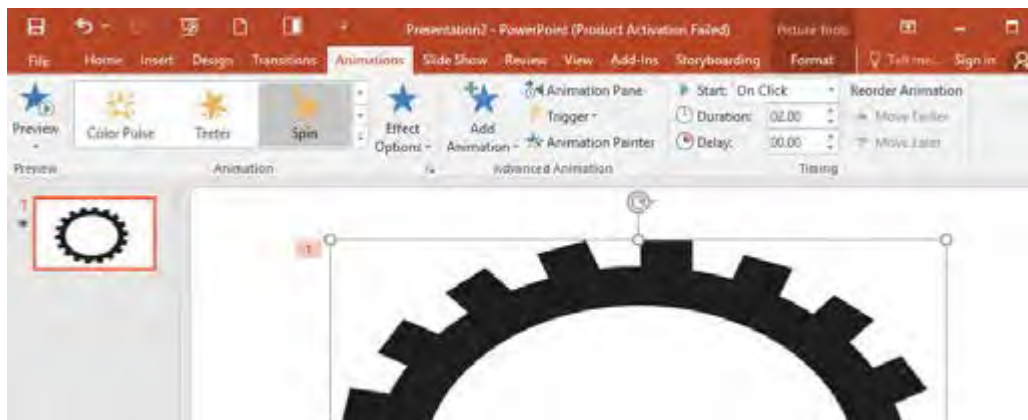 Presentation2 - PowerPoint (Product Activation Failed) Picture Tools
File Home Insert Design Transitions Animations Slide Show Review View Add-Ins Storyboarding Format Tell me... Sign in
Preview Color Pulse Teeter Spin Effect Options Add Animation Animation Pane Start: On Click Reorder Animation
Trigger Duration: 02.00 Move Earlier
Animation Painter Delay: 00.00 Move Later
Preview Animation Advanced Animation Timing
1
1